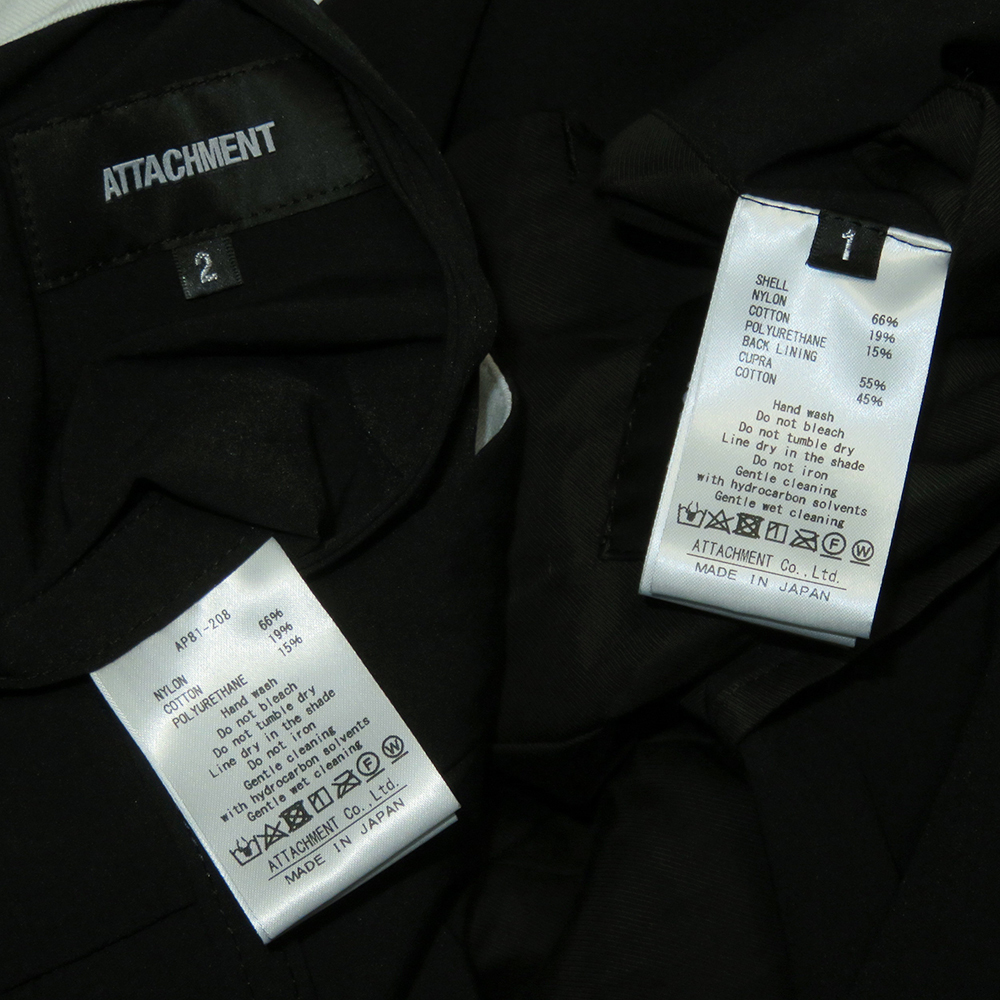 ATTACHMENT
2
1
SHELL
NYLON 66%
COTTON 19%
POLYURETHANE 15%
BACK LINING
CUPRA 55%
COTTON 45%
Hand wash
Do not bleach
Do not tumble dry
Line dry in the shade
Do not iron
Gentle cleaning
with hydrocarbon solvents
Gentle wet cleaning
F W
ATTACHMENT Co.,Ltd.
MADE IN JAPAN
AP81-208
NYLON 66%
COTTON 19%
POLYURETHANE 15%
Hand wash
Do not bleach
Do not tumble dry
Line dry in the shade
Do not iron
Gentle cleaning
with hydrocarbon solvents
Gentle wet cleaning
F W
ATTACHMENT Co.,Ltd.
MADE IN JAPAN